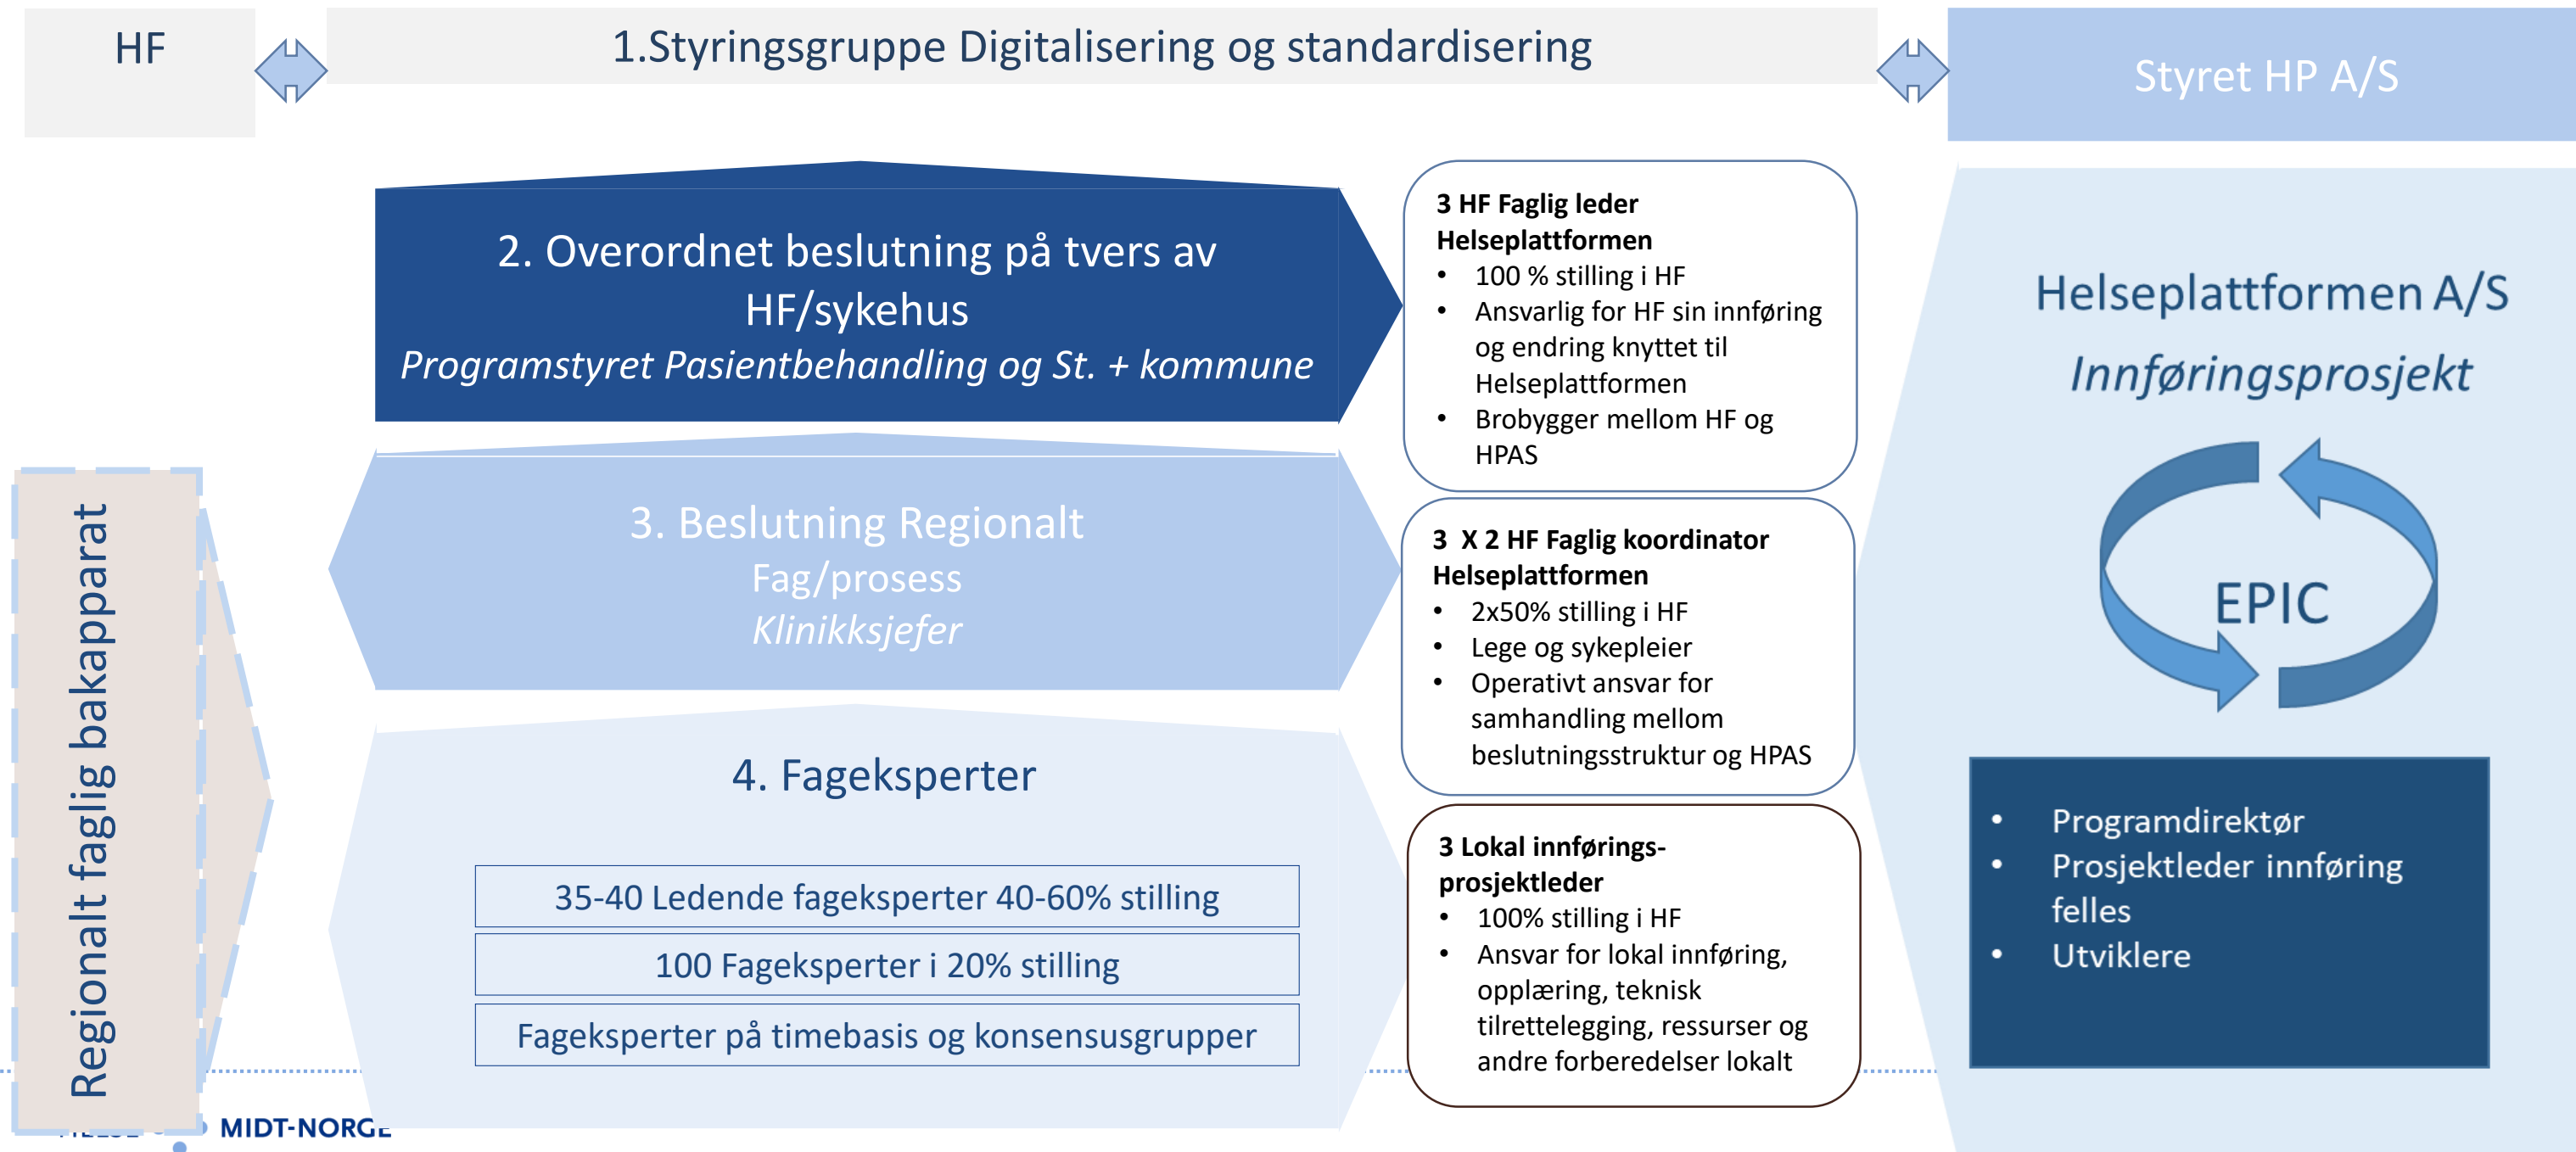 HF
1.Styringsgruppe Digitalisering og standardisering
Styret HP A/S
2. Overordnet beslutning på tvers av
HF/sykehus
Programstyret Pasientbehandling og St. + kommune
3. Beslutning Regionalt
Fag/prosess
Klinikksjefer
4. Fageksperter
35-40 Ledende fageksperter 40-60% stilling
100 Fageksperter i 20% stilling
Fageksperter på timebasis og konsensusgrupper
Regionalt faglig bakapparat
3 HF Faglig leder
Helseplattformen
• 100 % stilling i HF
• Ansvarlig for HF sin innføring
og endring knyttet til
Helseplattformen
• Brobygger mellom HF og
HPAS
3 X 2 HF Faglig koordinator
Helseplattformen
• 2x50% stilling i HF
• Lege og sykepleier
• Operativt ansvar for
samhandling mellom
beslutningsstruktur og HPAS
3 Lokal innførings-
prosjektleder
• 100% stilling i HF
• Ansvar for lokal innføring,
opplæring, teknisk
tilrettelegging, ressurser og
andre forberedelser lokalt
Helseplattformen A/S
Innføringsprosjekt
EPIC
• Programdirektør
• Prosjektleder innføring
felles
• Utviklere
MIDT-NORGE